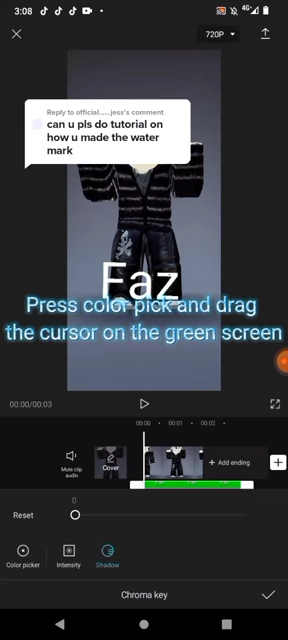 3:08
4G+
720P
Reply to official......jess's comment
can u pls do tutorial on
how u made the water
mark
Faz
Press color pick and drag
the cursor on the green screen
00:00/00:03
00:00
00:01
00:02
Mute clip
audio
Cover
+ Add ending
0
Reset
Color picker
Intensity
Shadow
Chroma key